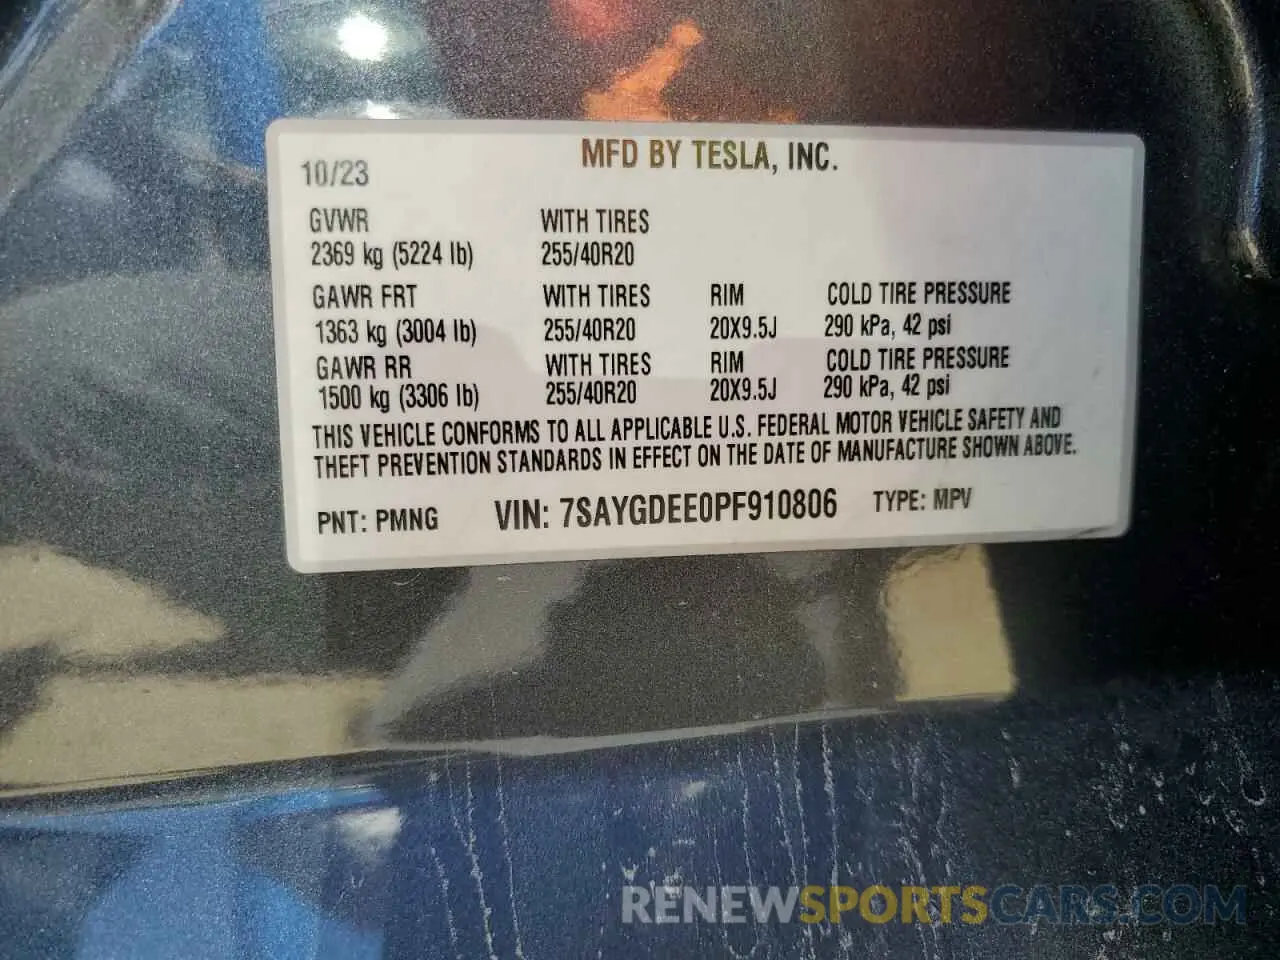 MFD BY TESLA, INC.
10/23
GVWR WITH TIRES
2369 kg (5224 lb) 255/40R20
GAWR FRT WITH TIRES RIM COLD TIRE PRESSURE
1363 kg (3004 lb) 255/40R20 20X9.5J 290 kPa, 42 psi
GAWR RR WITH TIRES RIM COLD TIRE PRESSURE
1500 kg (3306 lb) 255/40R20 20X9.5J 290 kPa, 42 psi
THIS VEHICLE CONFORMS TO ALL APPLICABLE U.S. FEDERAL MOTOR VEHICLE SAFETY AND
THEFT PREVENTION STANDARDS IN EFFECT ON THE DATE OF MANUFACTURE SHOWN ABOVE.
PNT: PMNG VIN: 7SAYGDEE0PF910806 TYPE: MPV
RENEWSPORTSCARS.COM